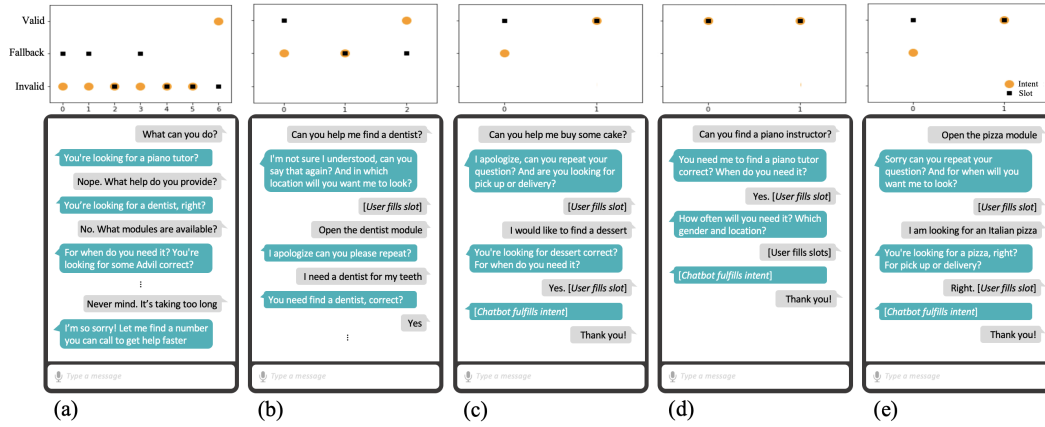 Valid
Fallback
Invalid
0 1 2 3 4 5 6
What can you do?
You're looking for a piano tutor?
Nope. What help do you provide?
You're looking for a dentist, right?
No. What modules are available?
For when do you need it? You're
looking for some Advil correct?
⋮
Never mind. It's taking too long
I'm so sorry! Let me find a number
you can call to get help faster
Type a message
(a)
0 1 2
Can you help me find a dentist?
I'm not sure I understood, can you
say that again? And in which
location will you want me to look?
[User fills slot]
Open the dentist module
I apologize can you please repeat?
I need a dentist for my teeth
You need find a dentist, correct?
Yes
⋮
Type a message
(b)
0 1
Can you help me buy some cake?
I apologize, can you repeat your
question? And are you looking for
pick up or delivery?
[User fills slot]
I would like to find a dessert
You're looking for dessert correct?
For when do you need it?
Yes. [User fills slot]
[Chatbot fulfills intent]
Thank you!
Type a message
(c)
0 1
Can you find a piano instructor?
You need me to find a piano tutor
correct? When do you need it?
Yes. [User fills slot]
How often will you need it? Which
gender and location?
[User fills slots]
[Chatbot fulfills intent]
Thank you!
Type a message
(d)
Intent
Slot
0 1
Open the pizza module
Sorry can you repeat your
question? And for when will you
want me to look?
[User fills slot]
I am looking for an Italian pizza
You're looking for a pizza, right?
For pick up or delivery?
Right. [User fills slot]
[Chatbot fulfills intent]
Thank you!
Type a message
(e)